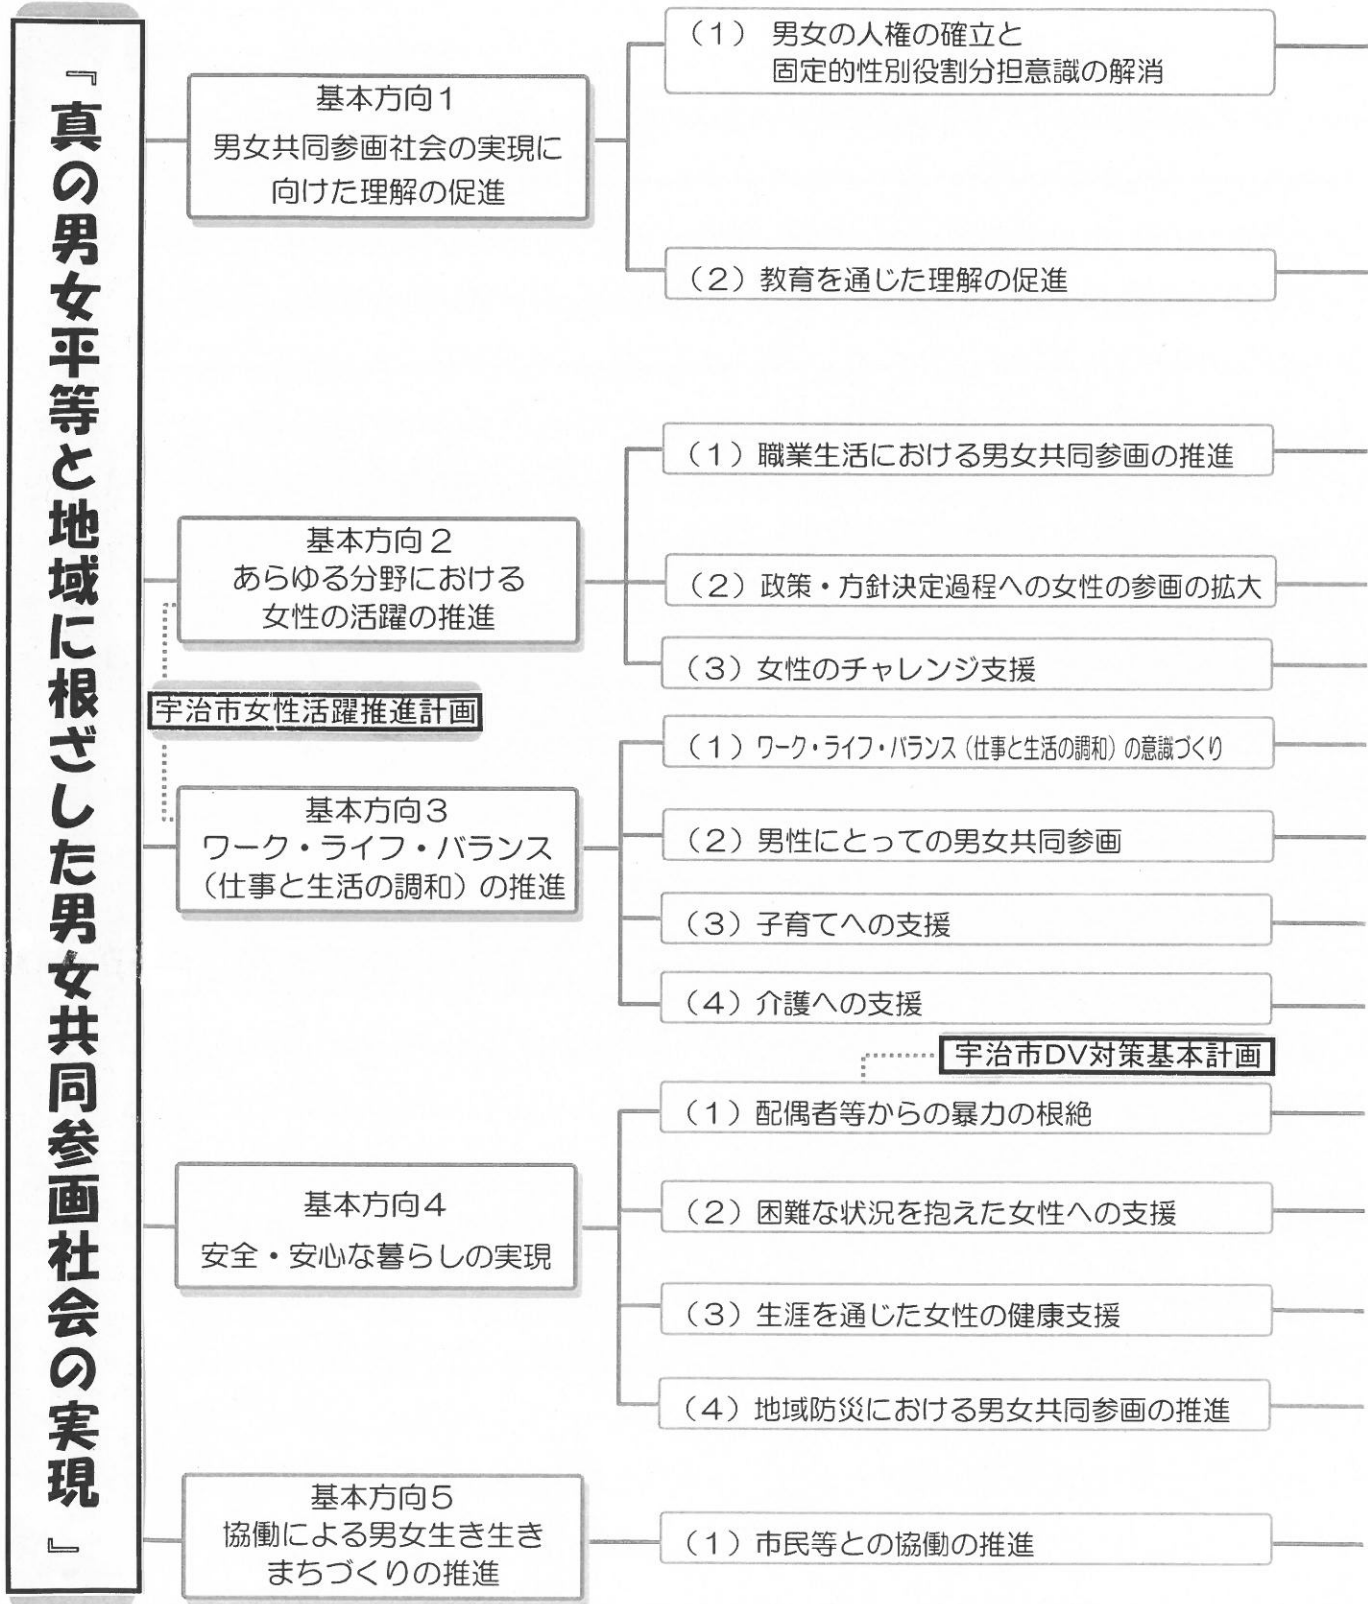 『真の男女平等と地域に根ざした男女共同参画社会の実現』
基本方向1
男女共同参画社会の実現に
向けた理解の促進
(1) 男女の人権の確立と
固定的性別役割分担意識の解消
(2)教育を通じた理解の促進
基本方向2
あらゆる分野における
女性の活躍の推進
(1)職業生活における男女共同参画の推進
(2)政策・方針決定過程への女性の参画の拡大
(3)女性のチャレンジ支援
宇治市女性活躍推進計画
基本方向3
ワーク・ライフ・バランス
(仕事と生活の調和)の推進
(1)ワーク・ライフ・バランス(仕事と生活の調和)の意識づくり
(2)男性にとっての男女共同参画
(3)子育てへの支援
(4)介護への支援
宇治市DV対策基本計画
基本方向4
安全・安心な暮らしの実現
(1)配偶者等からの暴力の根絶
(2)困難な状況を抱えた女性への支援
(3)生涯を通じた女性の健康支援
(4)地域防災における男女共同参画の推進
基本方向5
協働による男女生き生き
まちづくりの推進
(1)市民等との協働の推進